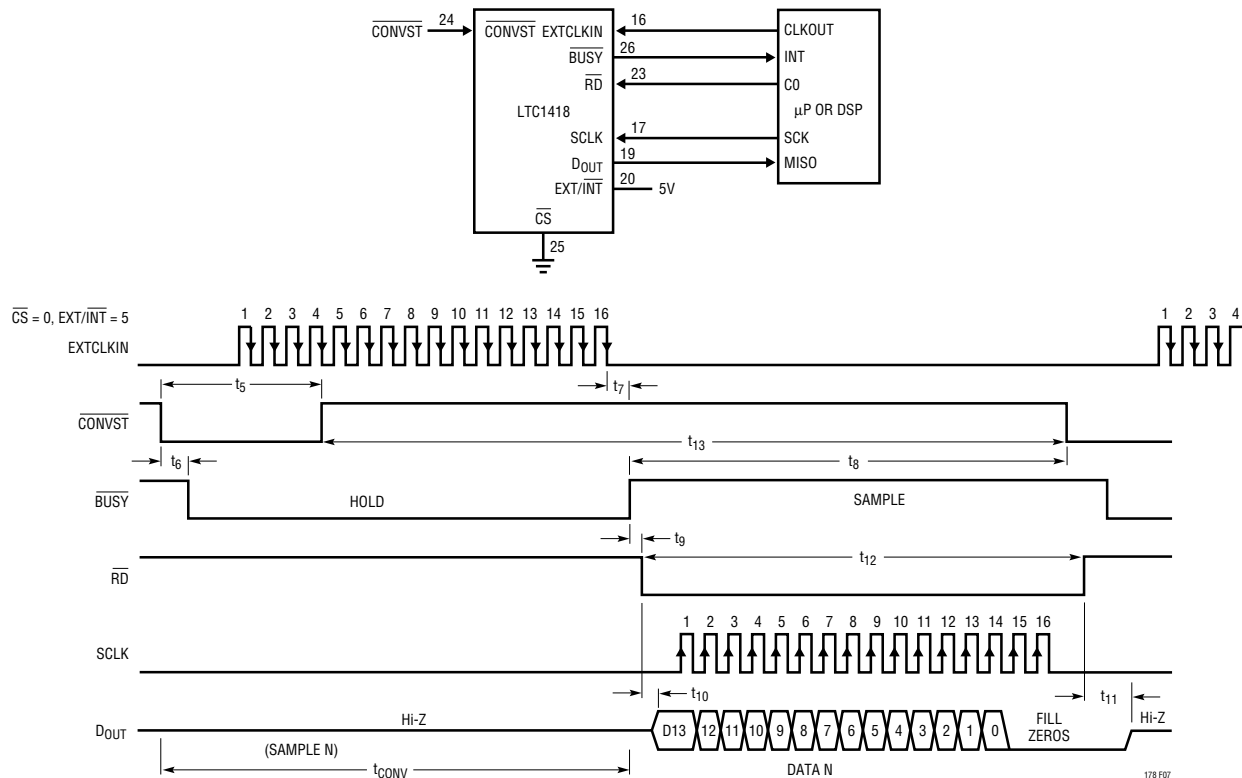 CONVST 24 CONVST EXTCLKIN 16 CLKOUT
BUSY 26 INT
RD 23 C0
LTC1418 μP OR DSP
SCLK 17 SCK
DOUT 19 MISO
EXT/INT 20 5V
CS
25
CS = 0, EXT/INT = 5
1 2 3 4 5 6 7 8 9 10 11 12 13 14 15 16 1 2 3 4
EXTCLKIN
t5 t7
CONVST
t13
t6 t8
BUSY HOLD SAMPLE
t9 t12
RD
1 2 3 4 5 6 7 8 9 10 11 12 13 14 15 16
SCLK
t10 t11
DOUT Hi-Z D13 12 11 10 9 8 7 6 5 4 3 2 1 0 FILL ZEROS Hi-Z
(SAMPLE N)
tCONV DATA N
178 F07